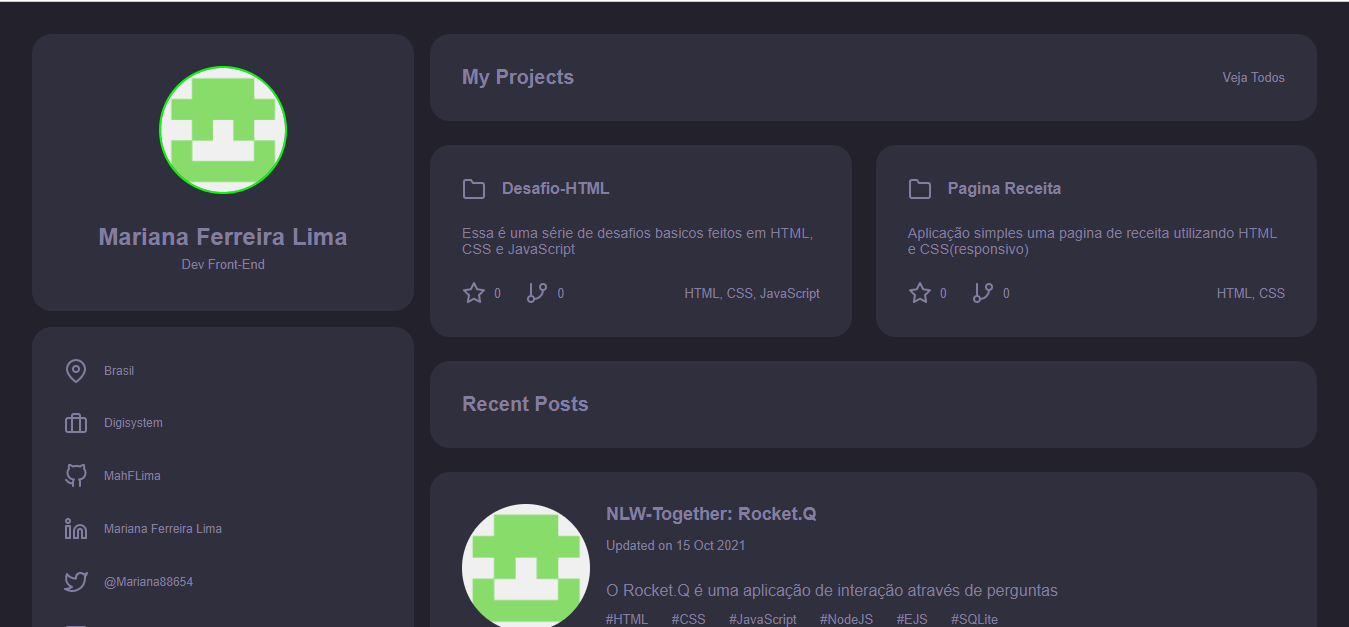 Mariana Ferreira Lima
Dev Front-End
Brasil
Digisystem
MahFLima
Mariana Ferreira Lima
@Mariana88654
My Projects
Veja Todos
Desafio-HTML
Essa é uma série de desafios basicos feitos em HTML,
CSS e JavaScript
0 0 HTML, CSS, JavaScript
Pagina Receita
Aplicação simples uma pagina de receita utilizando HTML
e CSS(responsivo)
0 0 HTML, CSS
Recent Posts
NLW-Together: Rocket.Q
Updated on 15 Oct 2021
O Rocket.Q é uma aplicação de interação através de perguntas
#HTML #CSS #JavaScript #NodeJS #EJS #SQLite